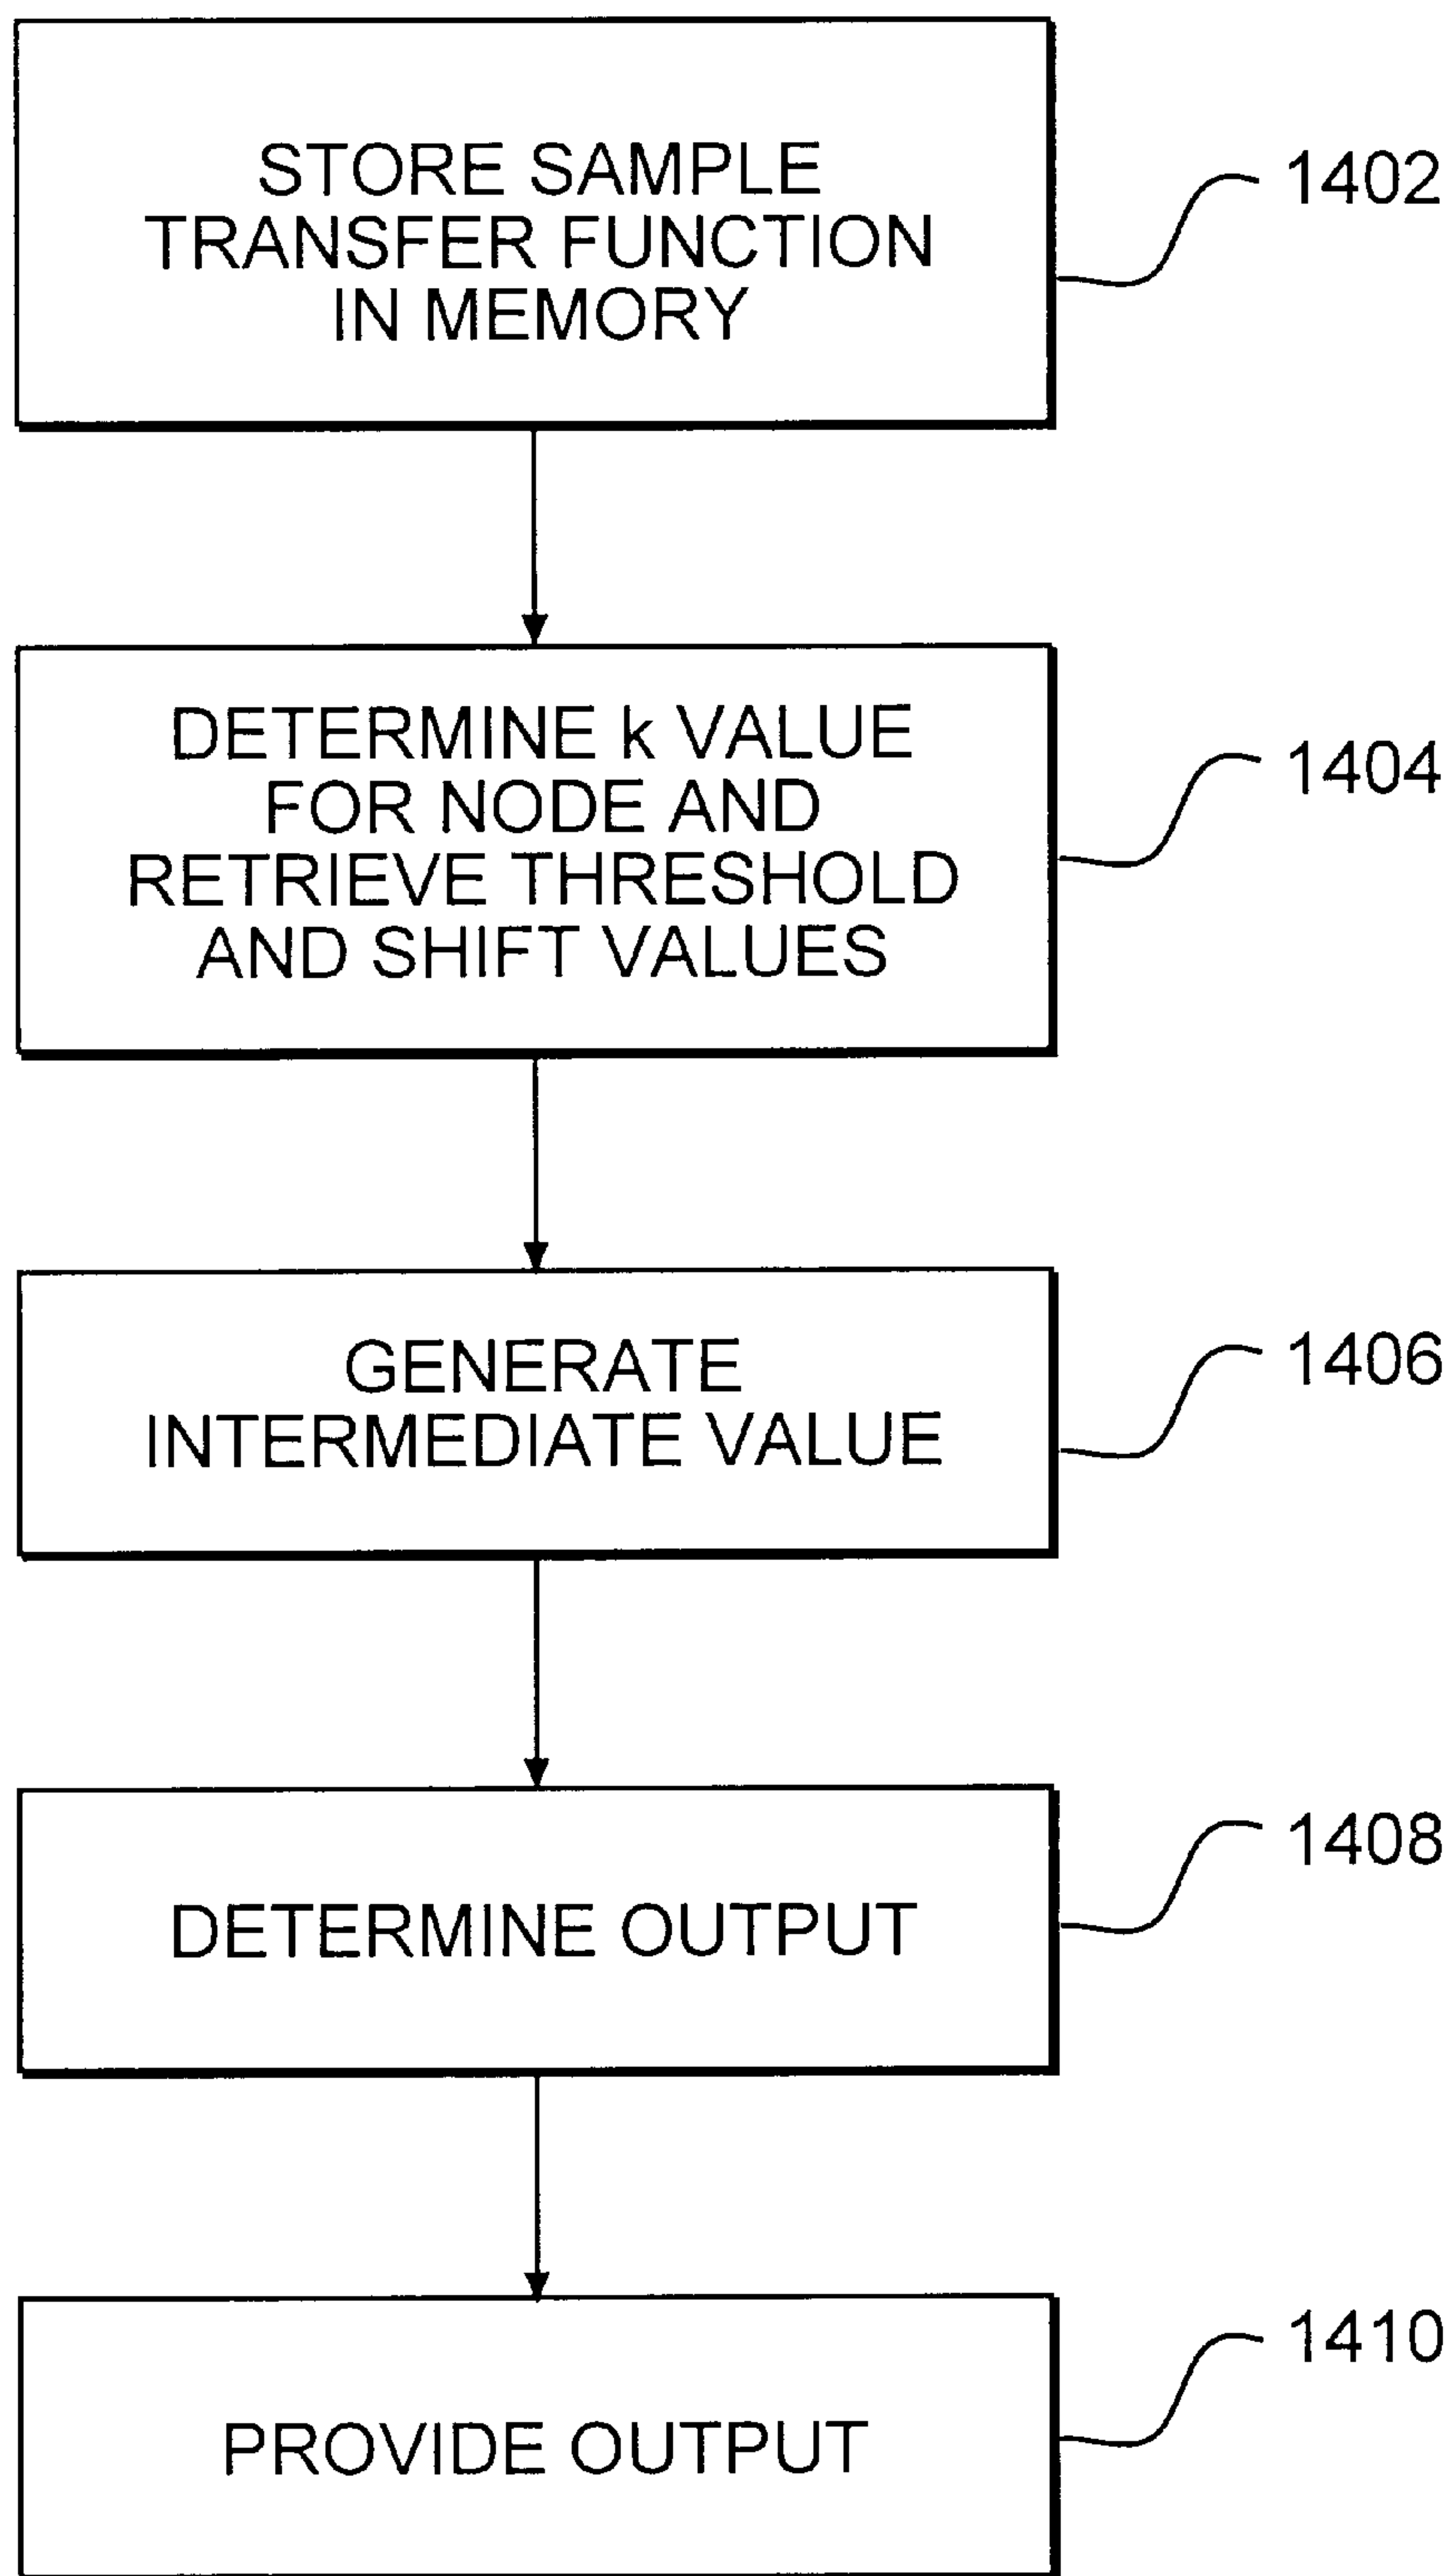 STORE SAMPLE
TRANSFER FUNCTION
IN MEMORY
1402
DETERMINE k VALUE
FOR NODE AND
RETRIEVE THRESHOLD
AND SHIFT VALUES
1404
GENERATE
INTERMEDIATE VALUE
1406
DETERMINE OUTPUT
1408
PROVIDE OUTPUT
1410